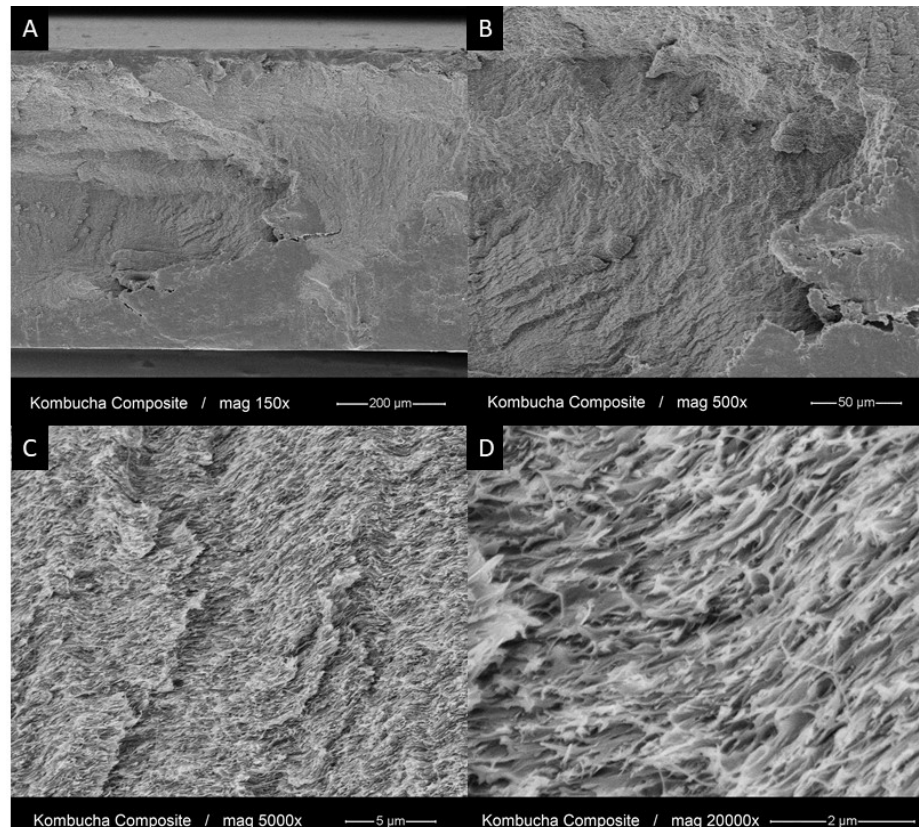 A
B
Kombucha Composite / mag 150x 200 µm
Kombucha Composite / mag 500x 50 µm
C
D
Kombucha Composite / mag 5000x 5 µm
Kombucha Composite / mag 20000x 2 µm